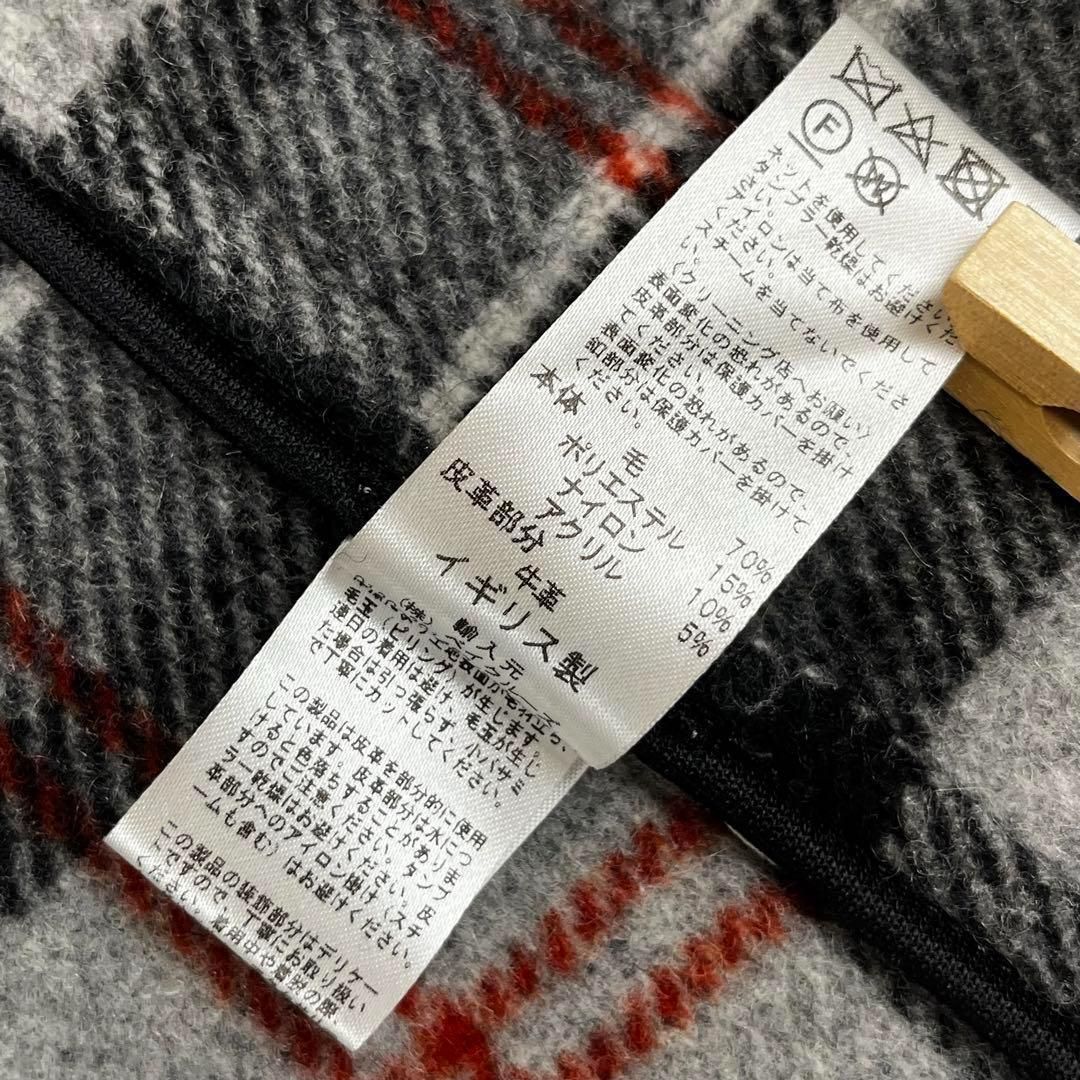 F
ネットを使用してください。
タンブラー乾燥はお避けくだ
さい。
アイロンは当て布を使用して
ください。
スチームを当てないでくださ
い。
(クリーニング店へお願い)
表面変化の恐れがあるので、
皮革部分は保護カバーを掛け
てください。
表面変化の恐れがあるので、
釦部分は保護カバーを掛けて
ください。
本体 毛 70%
ポリエステル 15%
ナイロン 10%
アクリル 5%
皮革部分 牛革
イギリス製
輸入元
毛玉(ピリング)が生じます。
連日の着用は避け、毛玉が生じ
た場合は引っ張らず、小バサミ
で丁寧にカットしてください。
この製品は皮革を部分的に使用
しています。皮革部分は水につ
けると色落ちすることがありま
すのでご注意ください。タンブ
ラー乾燥はお避けください。皮
革部分へのアイロン掛け(スチ
ームも含む)はお避けください。
この製品の装飾部分はデリケー
トですので、丁寧にお取り扱い
ください。着用中や着脱の際